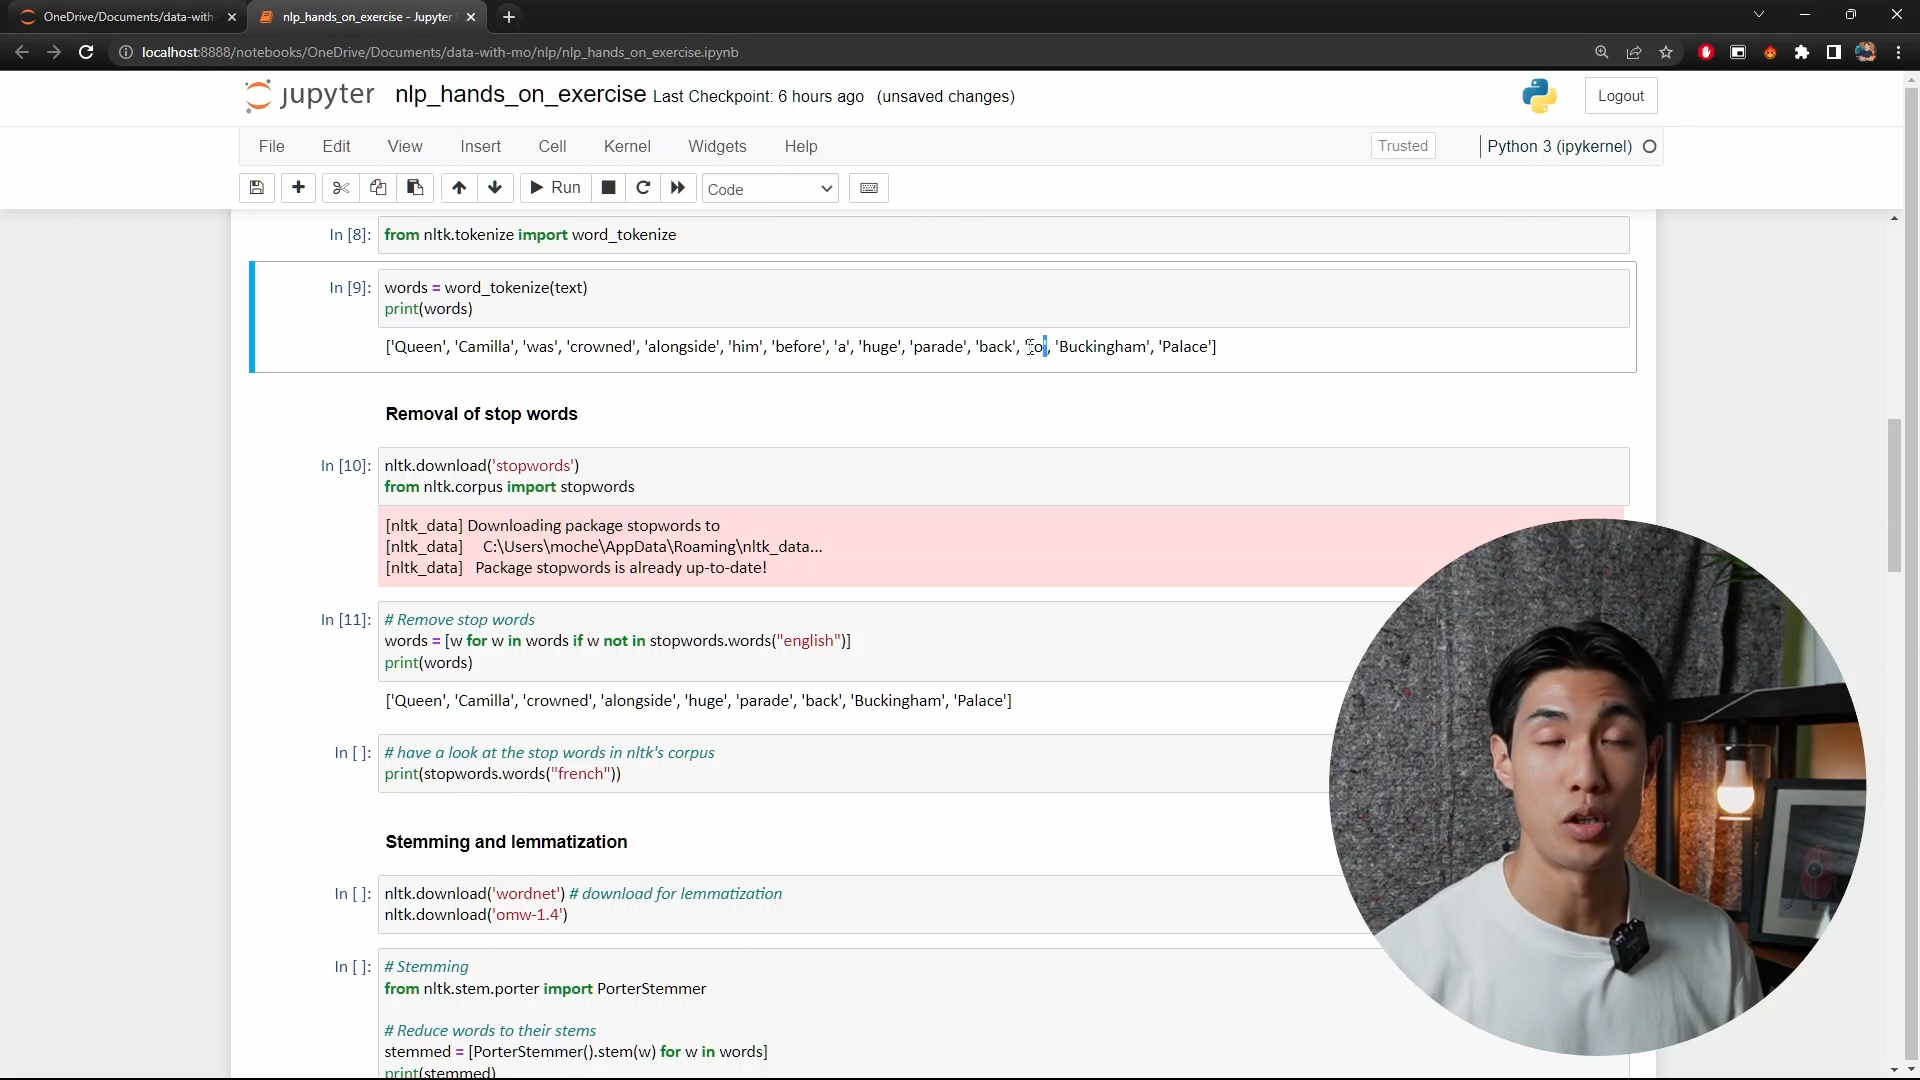 OneDrive/Documents/data-with-
nlp_hands_on_exercise - Jupyter
localhost:8888/notebooks/OneDrive/Documents/data-with-mo/nlp/nlp_hands_on_exercise.ipynb
jupyter nlp_hands_on_exercise Last Checkpoint: 6 hours ago (unsaved changes)
Logout
File Edit View Insert Cell Kernel Widgets Help
Trusted
Python 3 (ipykernel)
Run
Code
In [8]: from nltk.tokenize import word_tokenize
In [9]: words = word_tokenize(text)
print(words)
['Queen', 'Camilla', 'was', 'crowned', 'alongside', 'him', 'before', 'a', 'huge', 'parade', 'back', 'to', 'Buckingham', 'Palace']
Removal of stop words
In [10]: nltk.download('stopwords')
from nltk.corpus import stopwords
[nltk_data] Downloading package stopwords to
[nltk_data] C:\Users\moche\AppData\Roaming\nltk_data...
[nltk_data] Package stopwords is already up-to-date!
In [11]: # Remove stop words
words = [w for w in words if w not in stopwords.words("english")]
print(words)
['Queen', 'Camilla', 'crowned', 'alongside', 'huge', 'parade', 'back', 'Buckingham', 'Palace']
In [ ]: # have a look at the stop words in nltk's corpus
print(stopwords.words("french"))
Stemming and lemmatization
In [ ]: nltk.download('wordnet') # download for lemmatization
nltk.download('omw-1.4')
In [ ]: # Stemming
from nltk.stem.porter import PorterStemmer
# Reduce words to their stems
stemmed = [PorterStemmer().stem(w) for w in words]
print(stemmed)